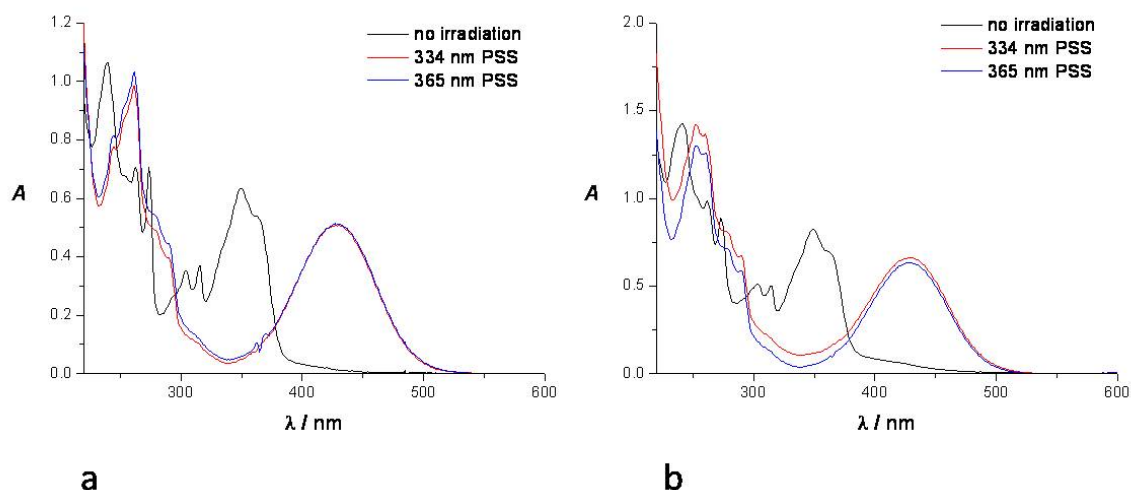 no irradiation
334 nm PSS
365 nm PSS
1.2
1.0
0.8
0.6
0.4
0.2
0.0
A
300
400
500
600
λ / nm
a
no irradiation
334 nm PSS
365 nm PSS
2.0
1.5
1.0
0.5
0.0
A
300
400
500
600
λ / nm
b